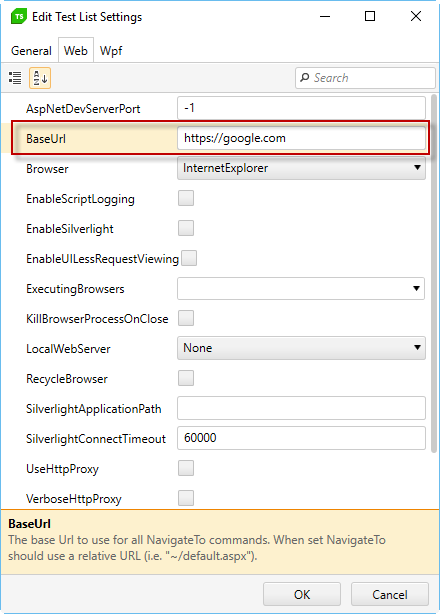 TS Edit Test List Settings
General Web Wpf
A Z Search
AspNetDevServerPort -1
BaseUrl https://google.com
Browser InternetExplorer
EnableScriptLogging
EnableSilverlight
EnableUILessRequestViewing
ExecutingBrowsers
KillBrowserProcessOnClose
LocalWebServer None
RecycleBrowser
SilverlightApplicationPath
SilverlightConnectTimeout 60000
UseHttpProxy
VerboseHttpProxy
BaseUrl
The base Url to use for all NavigateTo commands. When set NavigateTo
should use a relative URL (i.e. "~/default.aspx").
OK Cancel